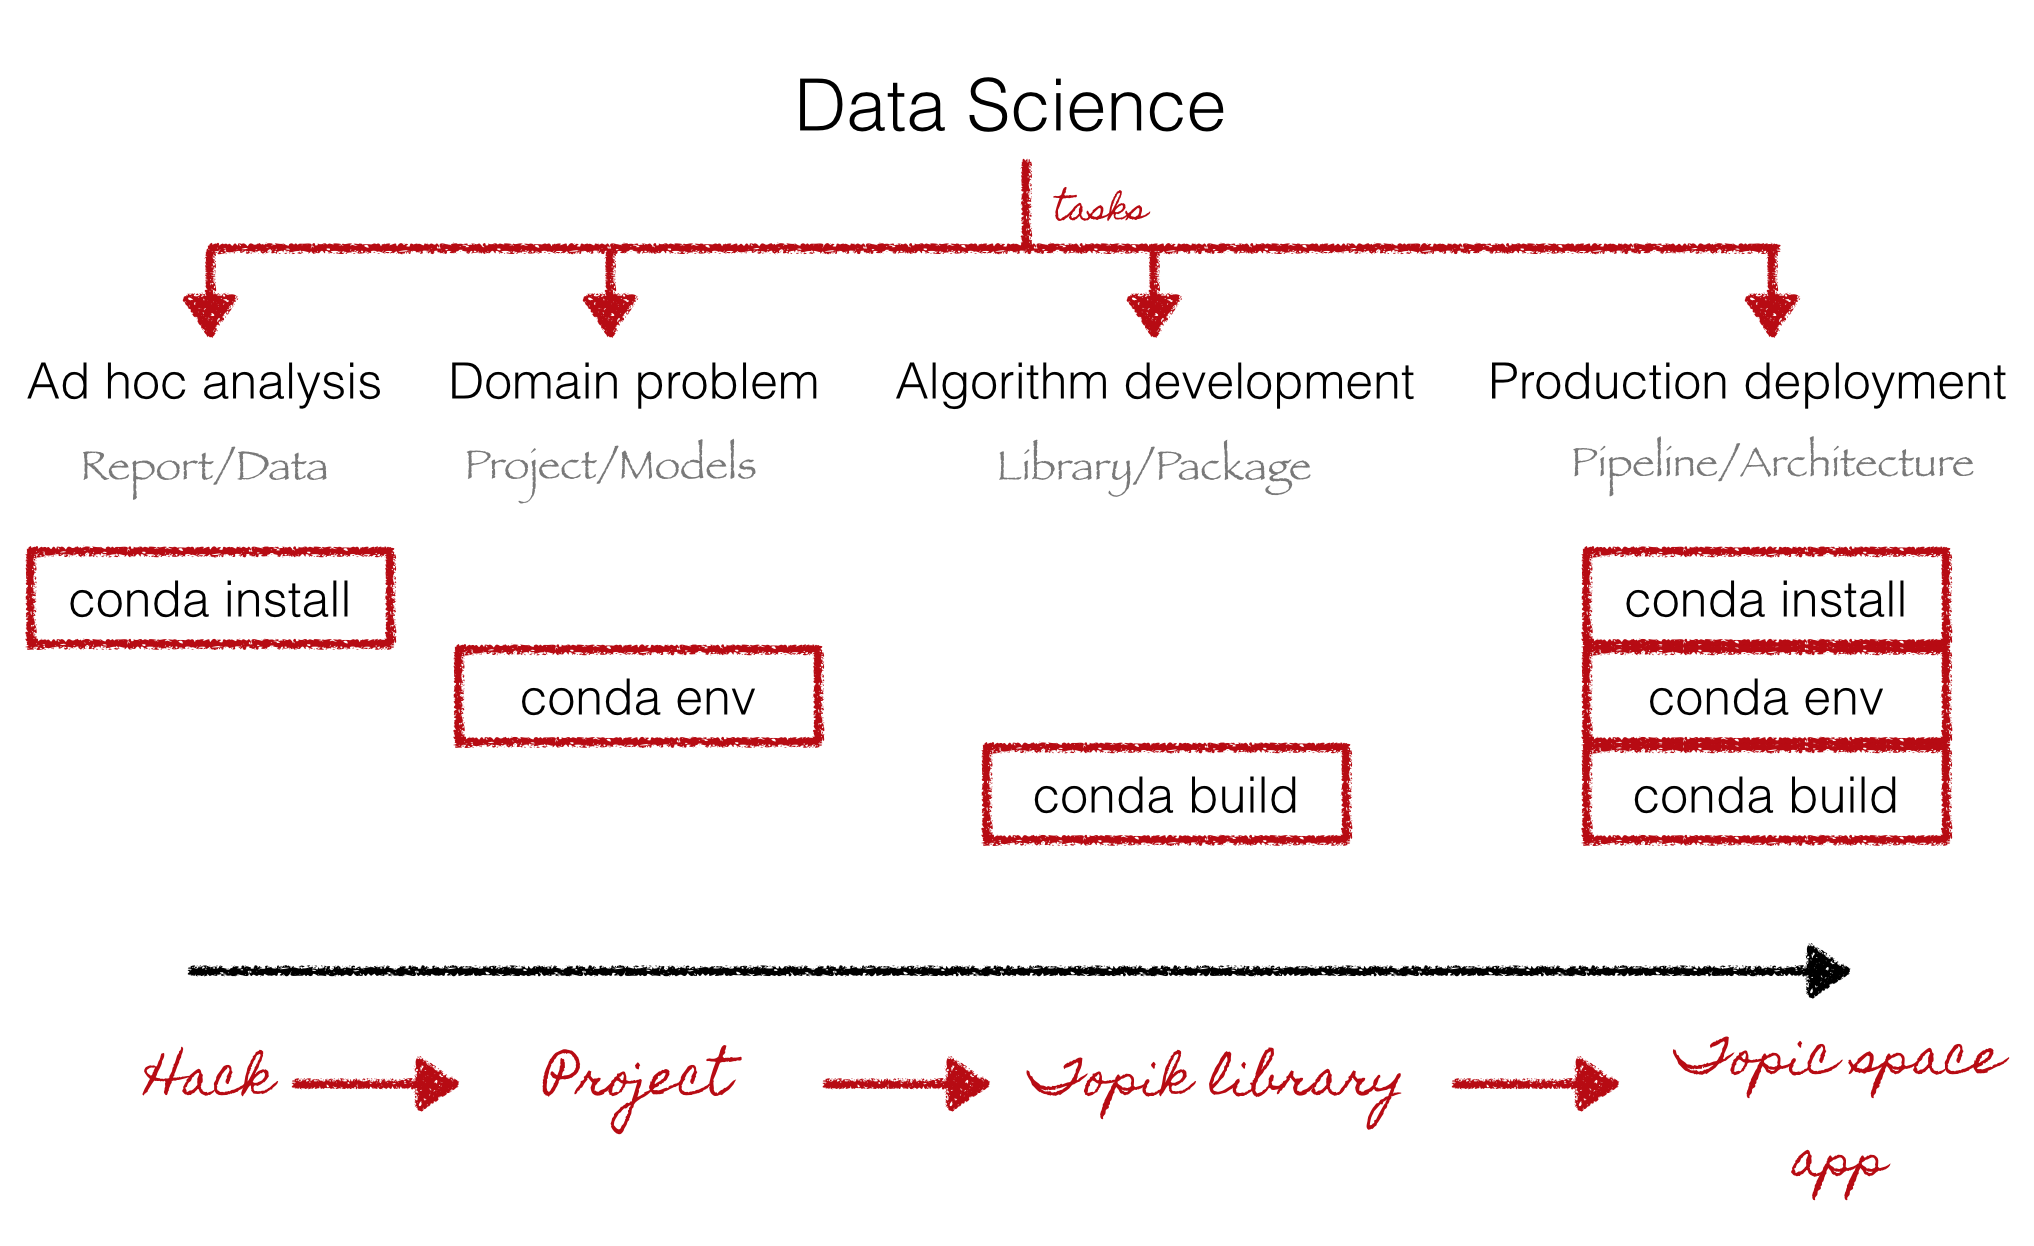 Data Science
tasks
Ad hoc analysis
Domain problem
Algorithm development
Production deployment
Report/Data
Project/Models
Library/Package
Pipeline/Architecture
conda install
conda install
conda env
conda env
conda build
conda build
Hack
Project
Topik library
Topic space
app